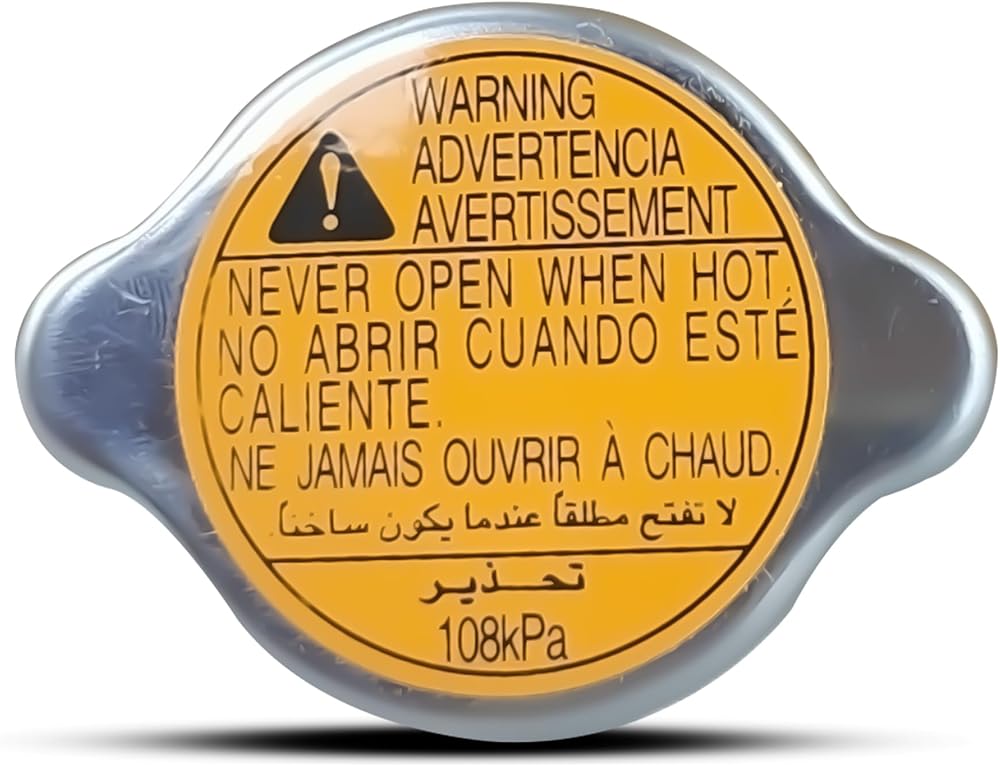 WARNING
ADVERTENCIA
AVERTISSEMENT
NEVER OPEN WHEN HOT.
NO ABRIR CUANDO ESTÉ
CALIENTE.
NE JAMAIS OUVRIR À CHAUD.
لا تفتح مطلقاً عندما يكون ساخناً.
تحـــذيـر
108kPa